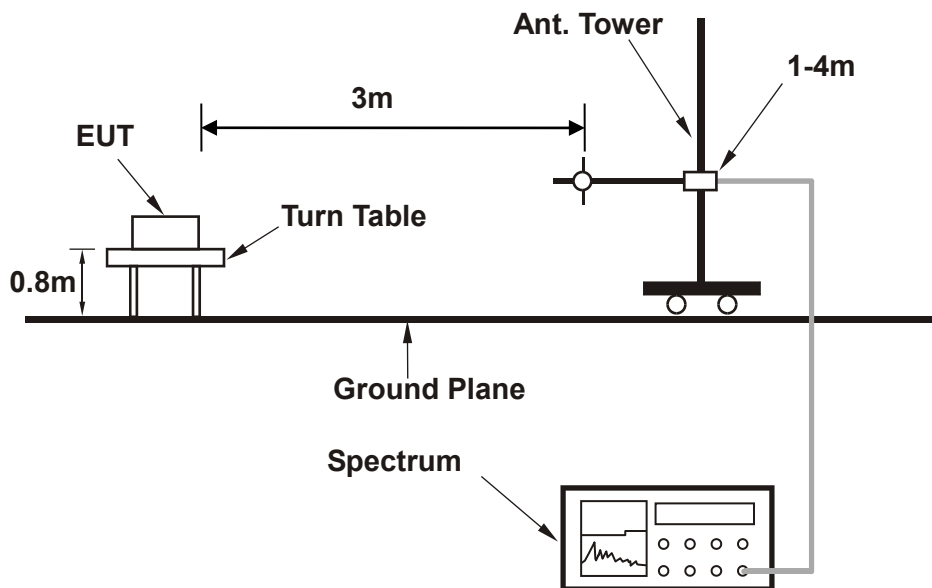 Ant. Tower
1-4m
3m
EUT
Turn Table
0.8m
Ground Plane
Spectrum